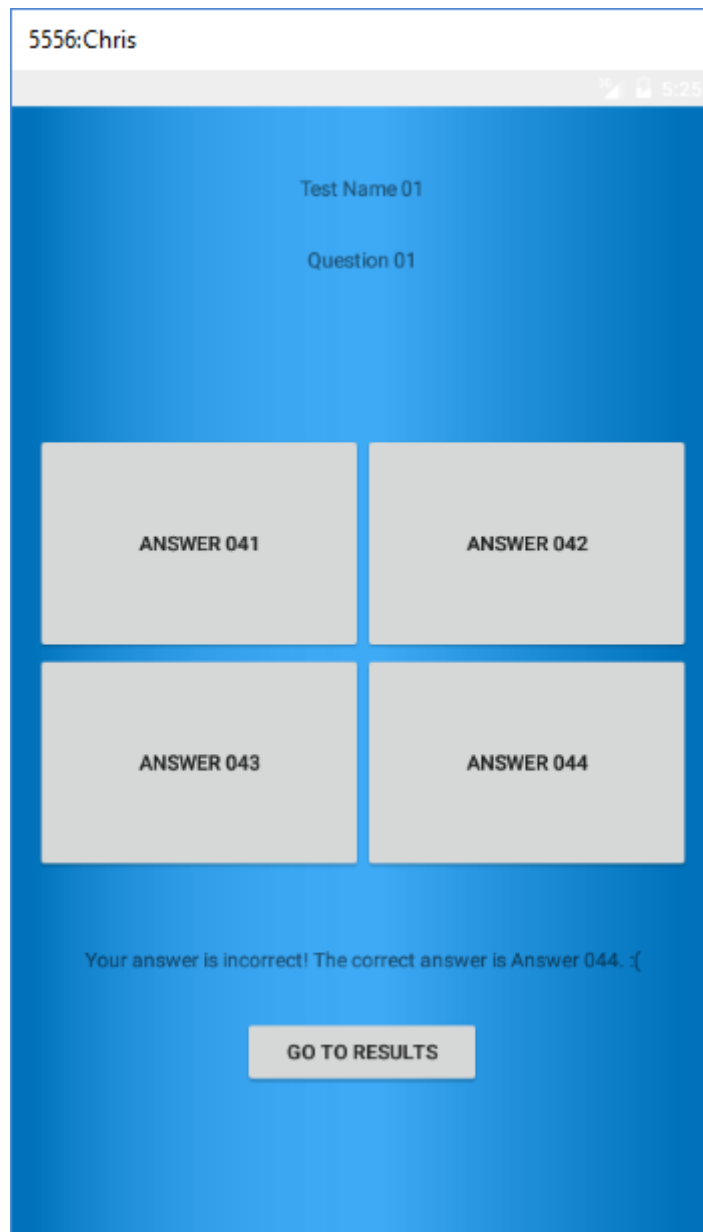 5556:Chris
3G 5:25
Test Name 01
Question 01
ANSWER 041 ANSWER 042
ANSWER 043 ANSWER 044
Your answer is incorrect! The correct answer is Answer 044. :(
GO TO RESULTS